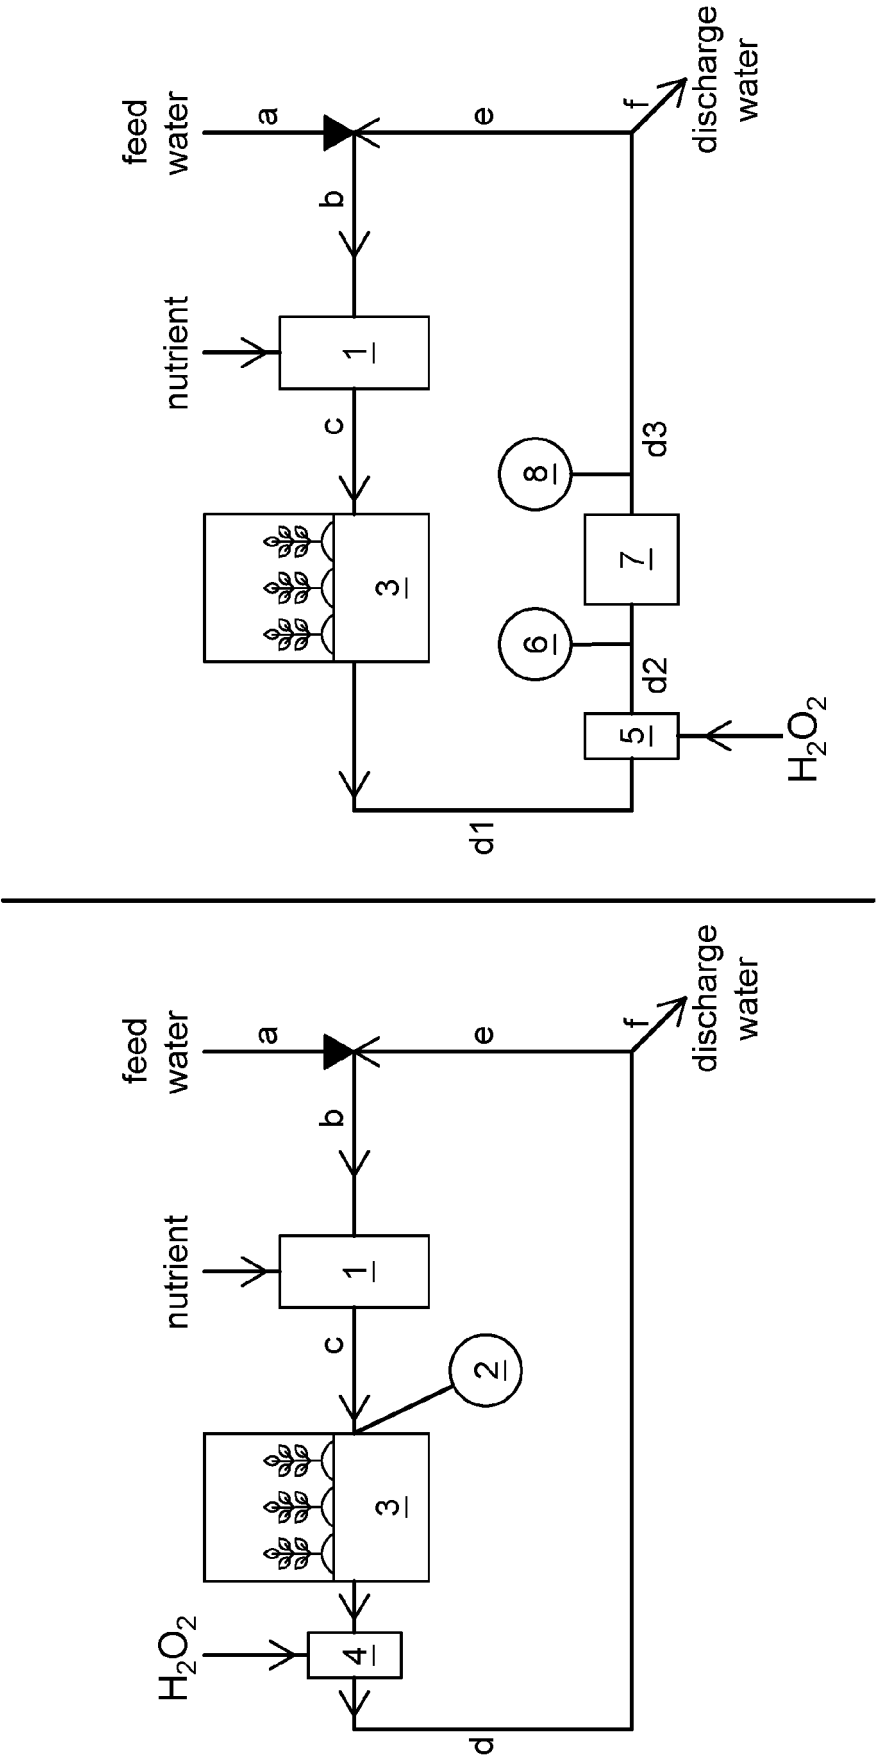 feed
water
nutrient
H₂O₂
a
b
c
4
1
3
2
d
e
f
discharge
water
feed
water
nutrient
a
b
c
1
3
d1
e
6
8
5
7
f
d2
d3
discharge
water
H₂O₂